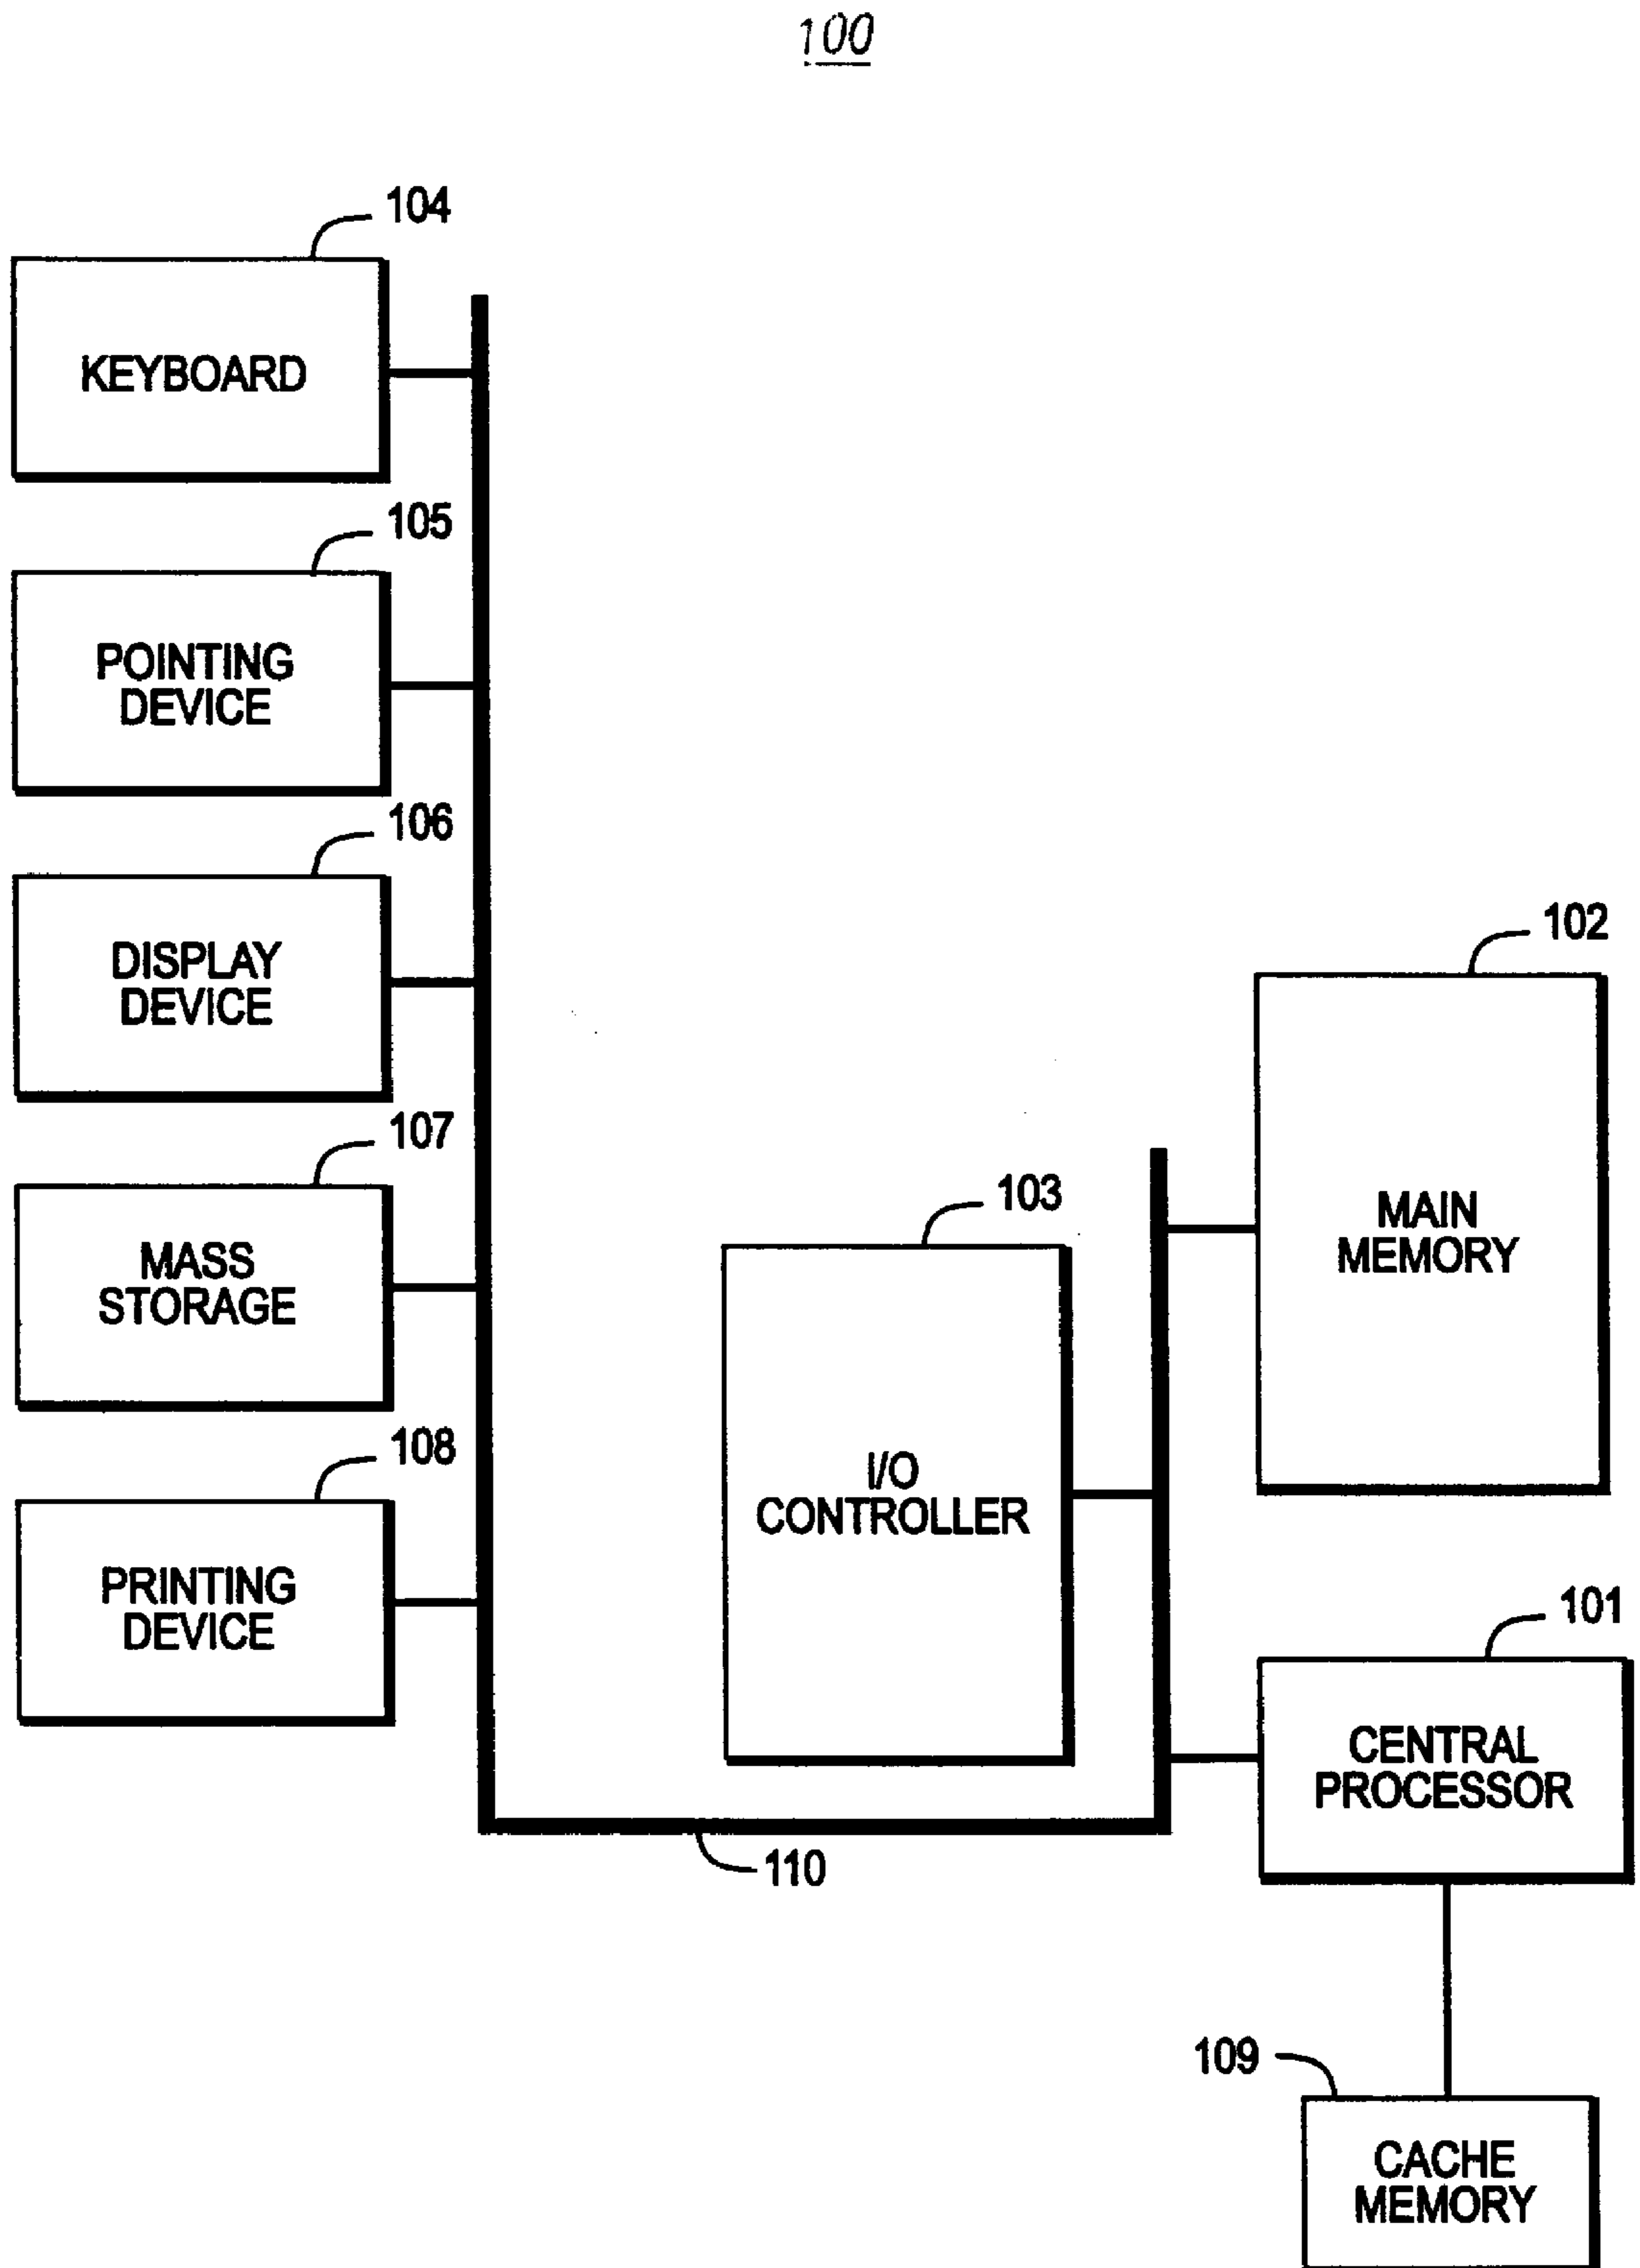 100
104
KEYBOARD
105
POINTING
DEVICE
106
DISPLAY
DEVICE
107
MASS
STORAGE
108
PRINTING
DEVICE
102
MAIN
MEMORY
103
I/O
CONTROLLER
101
CENTRAL
PROCESSOR
110
109
CACHE
MEMORY